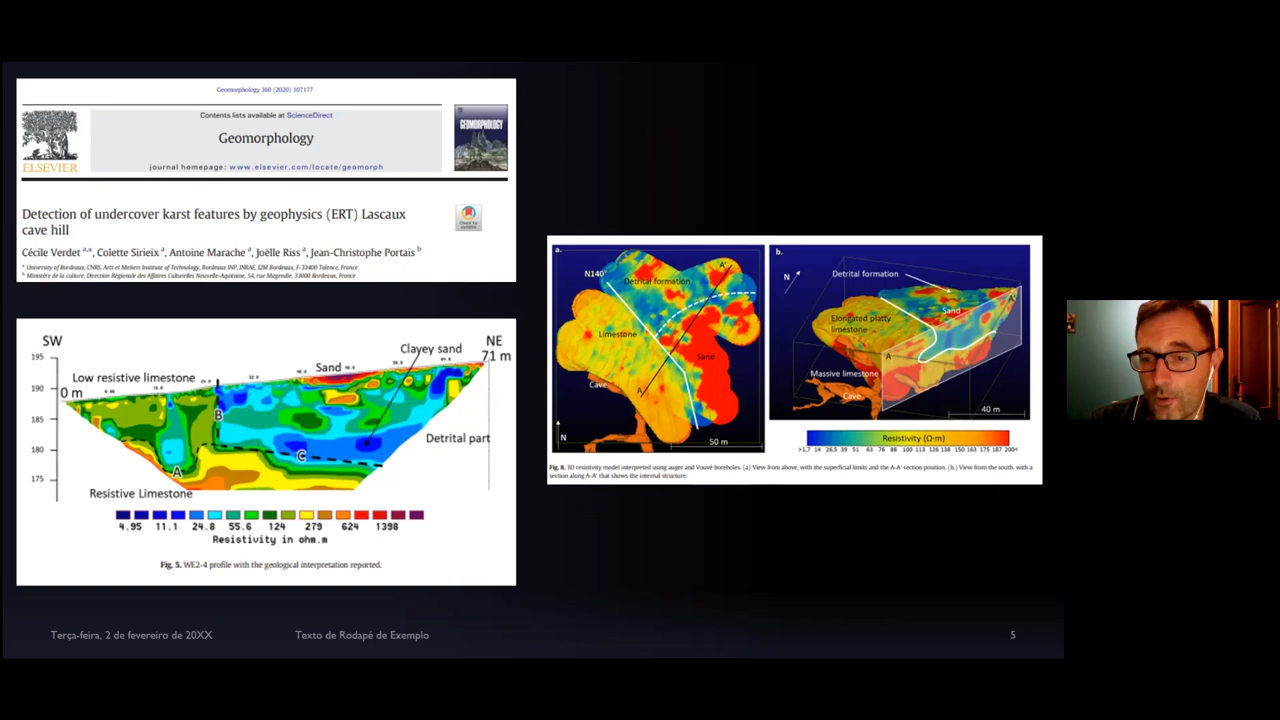 Geomorphology 360 (2020) 107177
Contents lists available at ScienceDirect
Geomorphology
journal homepage: www.elsevier.com/locate/geomorph
ELSEVIER
GEOMORPHOLOGY
Check for updates
Detection of undercover karst features by geophysics (ERT) Lascaux
cave hill
Cécile Verdet a,*, Colette Sirieix a, Antoine Marache a, Joëlle Riss a, Jean-Christophe Portais b
a University of Bordeaux, CNRS, Arts et Metiers Institute of Technology, Bordeaux INP, INRAE, I2M Bordeaux, F-33400 Talence, France
b Ministère de la culture, Direction Régionale des Affaires Culturelles Nouvelle-Aquitaine, 54, rue Magendie, 33000 Bordeaux, France
SW
NE
71 m
Clayey sand
Sand
Low resistive limestone
0 m
195
190
185
180
175
B
A
C
Detrital part
Resistive Limestone
4.95 11.1 24.8 55.6 124 279 624 1398
Resistivity in ohm.m
Fig. 5. WE2-4 profile with the geological interpretation reported.
a.
N140°
A'
Detrital formation
Limestone
Sand
Cave
A
N
50 m
b.
N
Detrital formation
A'
Sand
Elongated platty
limestone
A
Massive limestone
Cave
40 m
Resistivity (Ω·m)
>1,7 14 26,5 39 51 63 76 88 100 113 126 138 150 163 175 188 200<
Fig. 8. 3D resistivity model interpreted using auger and Vouvé boreholes. (a) View from above, with the superficial limits and the A-A' section position. (b.) View from the south, with a
section along A-A' that shows the internal structure.
Terça-feira, 2 de fevereiro de 20XX
Texto de Rodapé de Exemplo
5